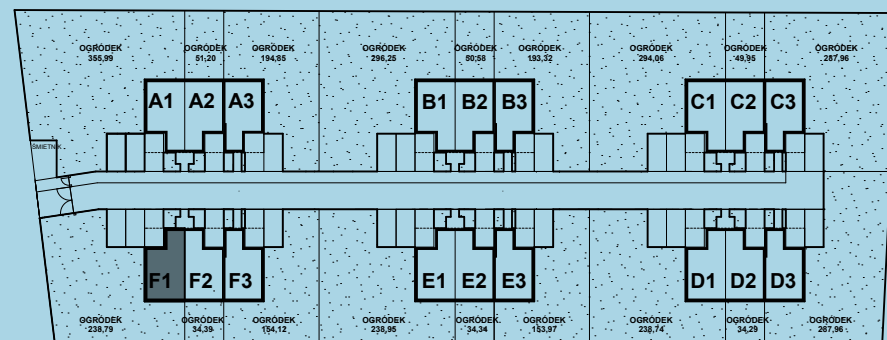 OGRÓDEK OGRÓDEK OGRÓDEK OGRÓDEK OGRÓDEK OGRÓDEK OGRÓDEK OGRÓDEK OGRÓDEK
355,99 51,20 194,85 296,25 80,58 193,32 294,06 49,95 287,96
A1 A2 A3 B1 B2 B3 C1 C2 C3
ŚMIETNIK
F1 F2 F3 E1 E2 E3 D1 D2 D3
OGRÓDEK OGRÓDEK OGRÓDEK OGRÓDEK OGRÓDEK OGRÓDEK OGRÓDEK OGRÓDEK OGRÓDEK
238,79 34,39 154,12 238,95 34,34 153,97 238,74 34,29 267,96